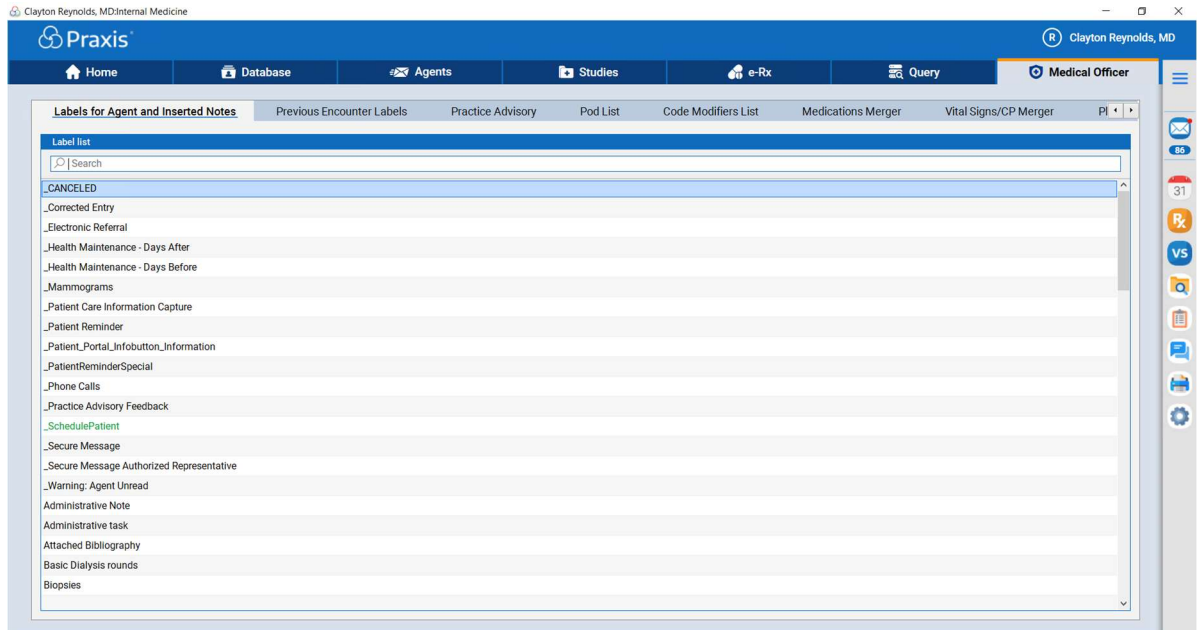 Clayton Reynolds, MD:Internal Medicine
Praxis
R Clayton Reynolds, MD
Home Database Agents Studies e-Rx Query Medical Officer
Labels for Agent and Inserted Notes Previous Encounter Labels Practice Advisory Pod List Code Modifiers List Medications Merger Vital Signs/CP Merger Pl
Label list
Search
_CANCELED
_Corrected Entry
_Electronic Referral
_Health Maintenance - Days After
_Health Maintenance - Days Before
_Mammograms
_Patient Care Information Capture
_Patient Reminder
_Patient_Portal_Infobutton_Information
_PatientReminderSpecial
_Phone Calls
_Practice Advisory Feedback
_SchedulePatient
_Secure Message
_Secure Message Authorized Representative
_Warning: Agent Unread
Administrative Note
Administrative task
Attached Bibliography
Basic Dialysis rounds
Biopsies
86
31
Rx
VS